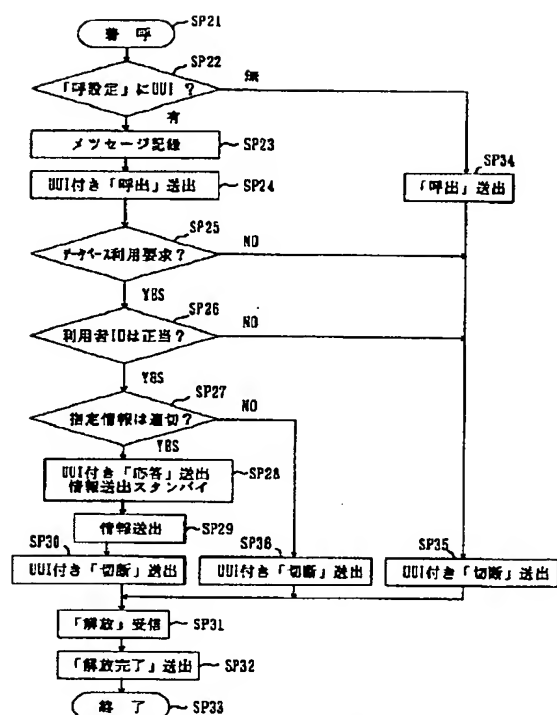 着呼
SP21
「呼設定」にUUI?
SP22
無
有
メツセージ記録
SP23
UUI付き「呼出」送出
SP24
「呼出」送出
SP34
データベース利用要求?
SP25
NO
YES
利用者IDは正当?
SP26
NO
YES
指定情報は適切?
SP27
NO
YES
UUI付き「応答」送出
情報送出スタンバイ
SP28
情報送出
SP29
UUI付き「切断」送出
SP30
UUI付き「切断」送出
SP36
UUI付き「切断」送出
SP35
「解放」受信
SP31
「解放完了」送出
SP32
終了
SP33